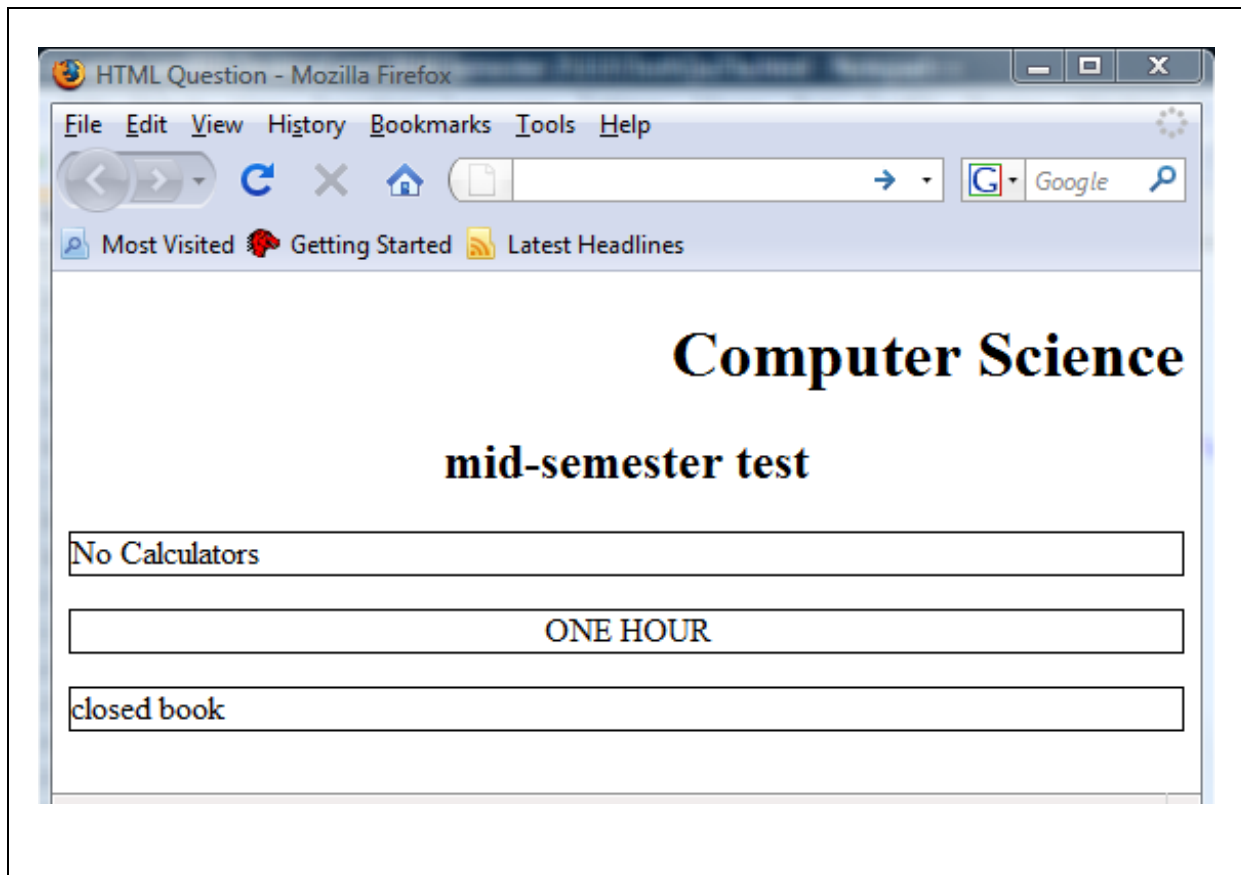 HTML Question - Mozilla Firefox
File Edit View History Bookmarks Tools Help
G Google
Most Visited Getting Started Latest Headlines
Computer Science
mid-semester test
No Calculators
ONE HOUR
closed book